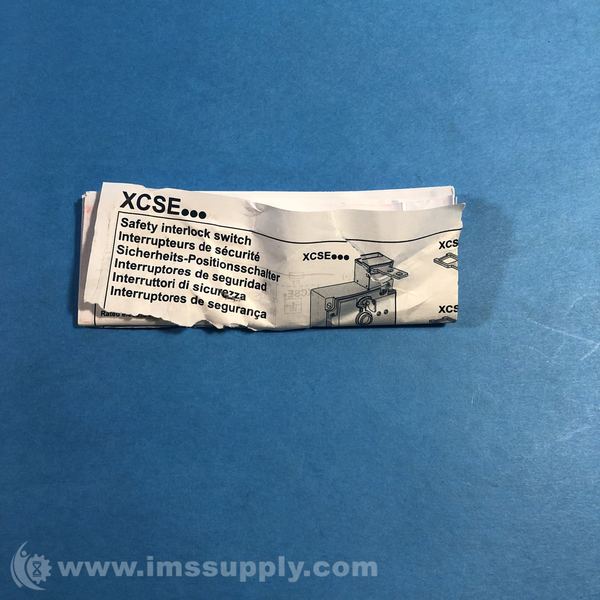 XCSE●●●
Safety interlock switch
Interrupteurs de sécurité
Sicherheits-Positionsschalter
Interruptores de seguridad
Interruttori di sicurezza
Interruptores de segurança
Rated
XCSE●●●
XCS
XCS
www.imssupply.com